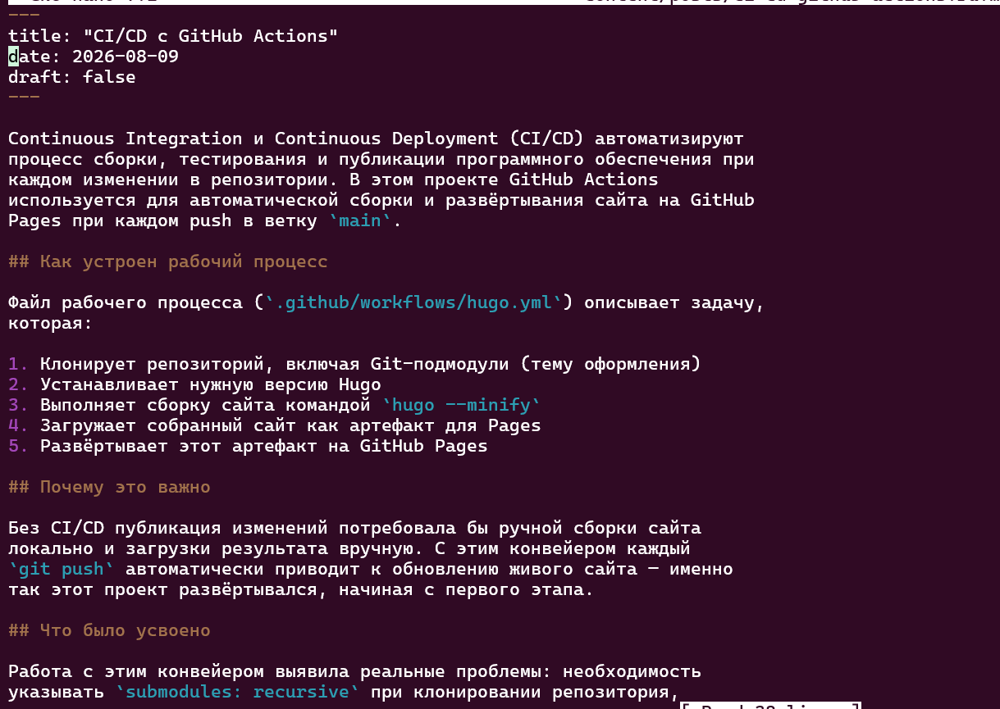 ---
title: "CI/CD с GitHub Actions"
date: 2026-08-09
draft: false
---
Continuous Integration и Continuous Deployment (CI/CD) автоматизируют
процесс сборки, тестирования и публикации программного обеспечения при
каждом изменении в репозитории. В этом проекте GitHub Actions
используется для автоматической сборки и развёртывания сайта на GitHub
Pages при каждом push в ветку `main`.
## Как устроен рабочий процесс
Файл рабочего процесса (`.github/workflows/hugo.yml`) описывает задачу,
которая:
1. Клонирует репозиторий, включая Git-подмодули (тему оформления)
2. Устанавливает нужную версию Hugo
3. Выполняет сборку сайта командой `hugo --minify`
4. Загружает собранный сайт как артефакт для Pages
5. Развёртывает этот артефакт на GitHub Pages
## Почему это важно
Без CI/CD публикация изменений потребовала бы ручной сборки сайта
локально и загрузки результата вручную. С этим конвейером каждый
`git push` автоматически приводит к обновлению живого сайта — именно
так этот проект развёртывался, начиная с первого этапа.
## Что было усвоено
Работа с этим конвейером выявила реальные проблемы: необходимость
указывать `submodules: recursive` при клонировании репозитория,